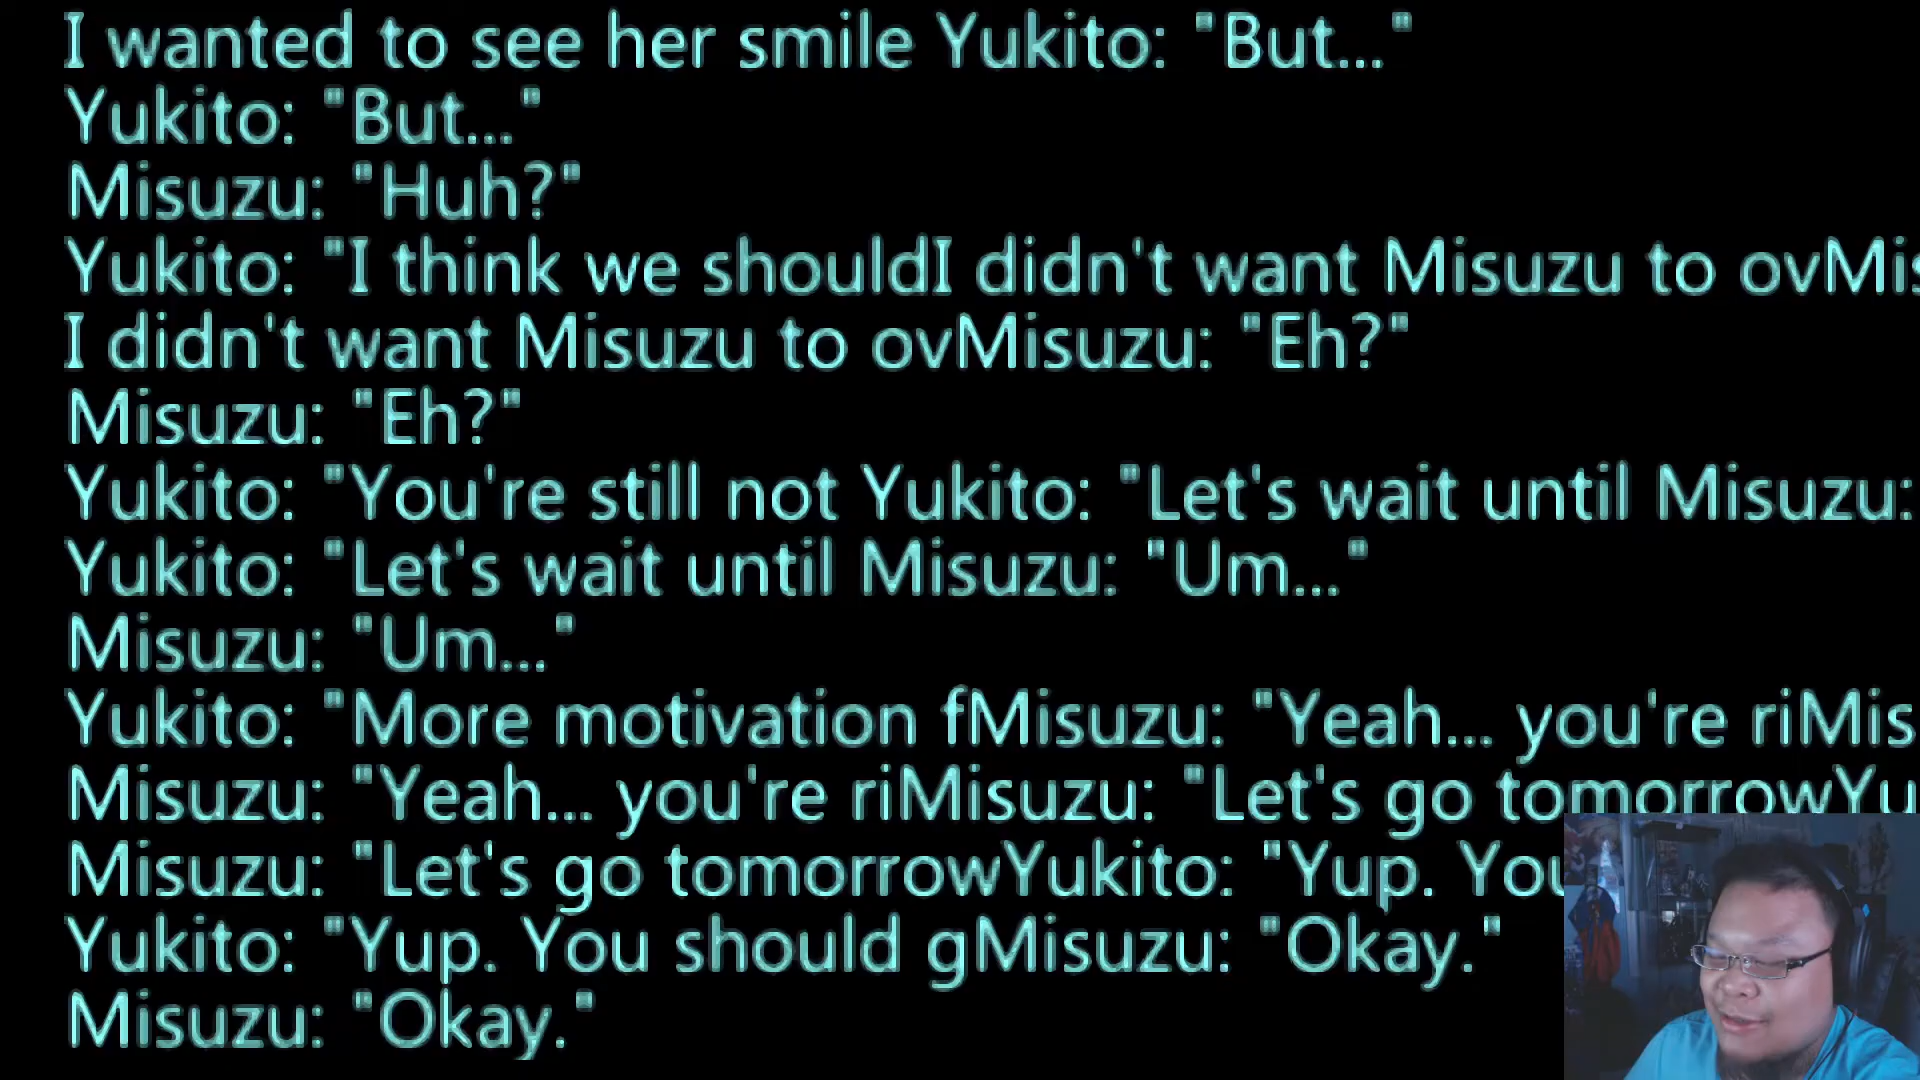 I wanted to see her smile Yukito: "But..."
Yukito: "But..."
Misuzu: "Huh?"
Yukito: "I think we shouldI didn't want Misuzu to ovMis
I didn't want Misuzu to ovMisuzu: "Eh?"
Misuzu: "Eh?"
Yukito: "You're still not Yukito: "Let's wait until Misuzu:
Yukito: "Let's wait until Misuzu: "Um..."
Misuzu: "Um..."
Yukito: "More motivation fMisuzu: "Yeah... you're riMis
Misuzu: "Yeah... you're riMisuzu: "Let's go tomorrowYu
Misuzu: "Let's go tomorrowYukito: "Yup. You
Yukito: "Yup. You should gMisuzu: "Okay."
Misuzu: "Okay."